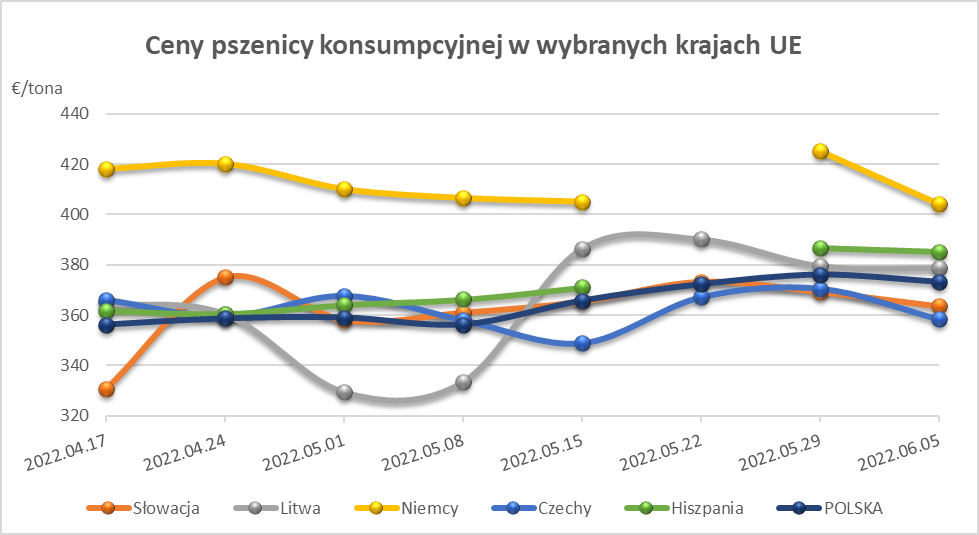 Ceny pszenicy konsumpcyjnej w wybranych krajach UE
€/tona
440
420
400
380
360
340
320
2022.04.17 2022.04.24 2022.05.01 2022.05.08 2022.05.15 2022.05.22 2022.05.29 2022.06.05
Słowacja Litwa Niemcy Czechy Hiszpania POLSKA